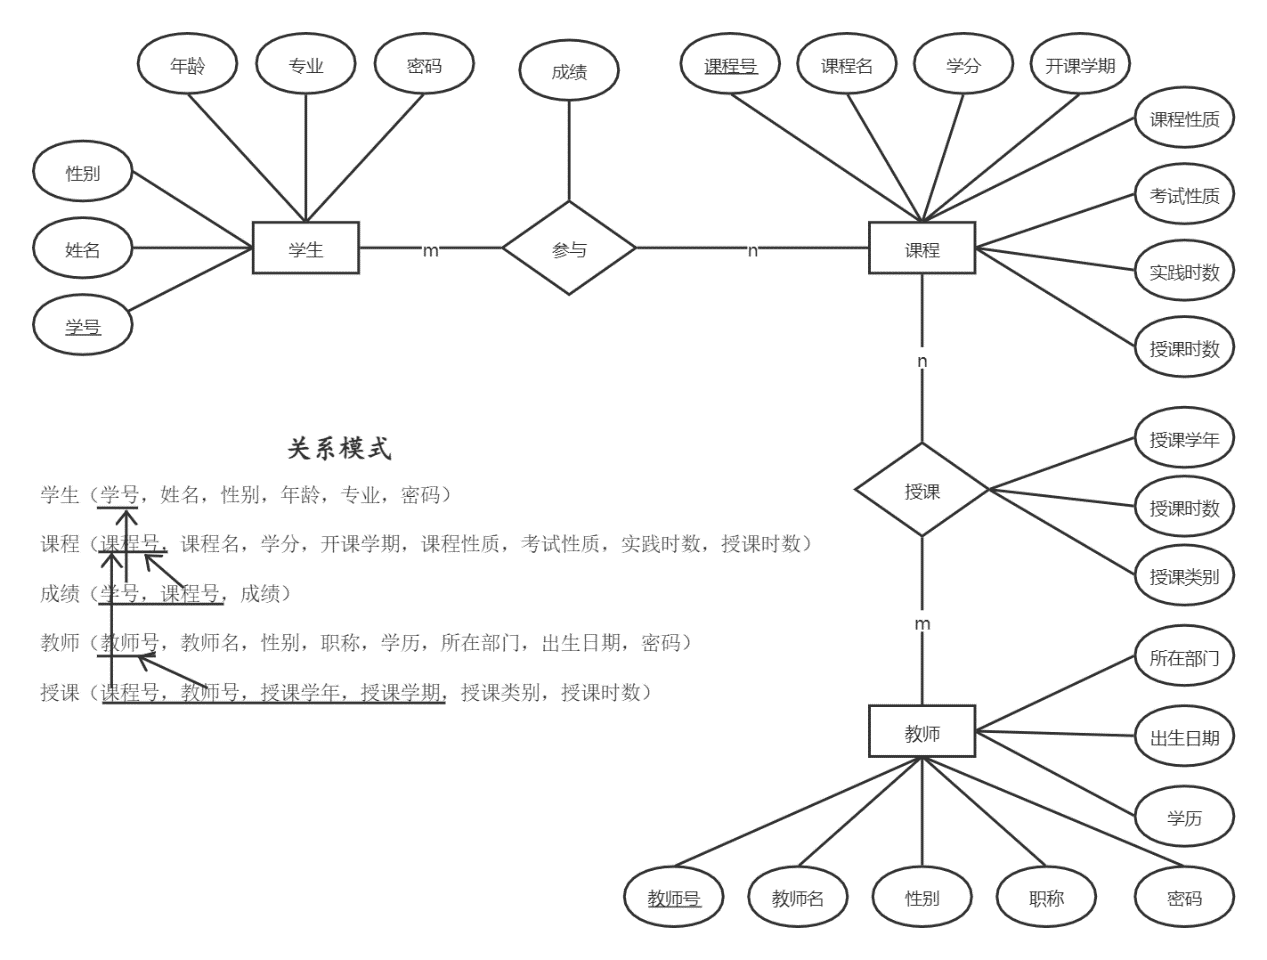 年龄 专业 密码 成绩 课程号 课程名 学分 开课学期
课程性质
性别
考试性质
姓名 学生 m 参与 n 课程
实践时数
学号
授课时数
n
授课学年
关系模式
授课
学生（学号，姓名，性别，年龄，专业，密码）
授课时数
课程（课程号，课程名，学分，开课学期，课程性质，考试性质，实践时数，授课时数）
授课类别
成绩（学号，课程号，成绩）
m
教师（教师号，教师名，性别，职称，学历，所在部门，出生日期，密码）
所在部门
授课（课程号，教师号，授课学年，授课学期，授课类别，授课时数）
教师
出生日期
学历
教师号 教师名 性别 职称 密码